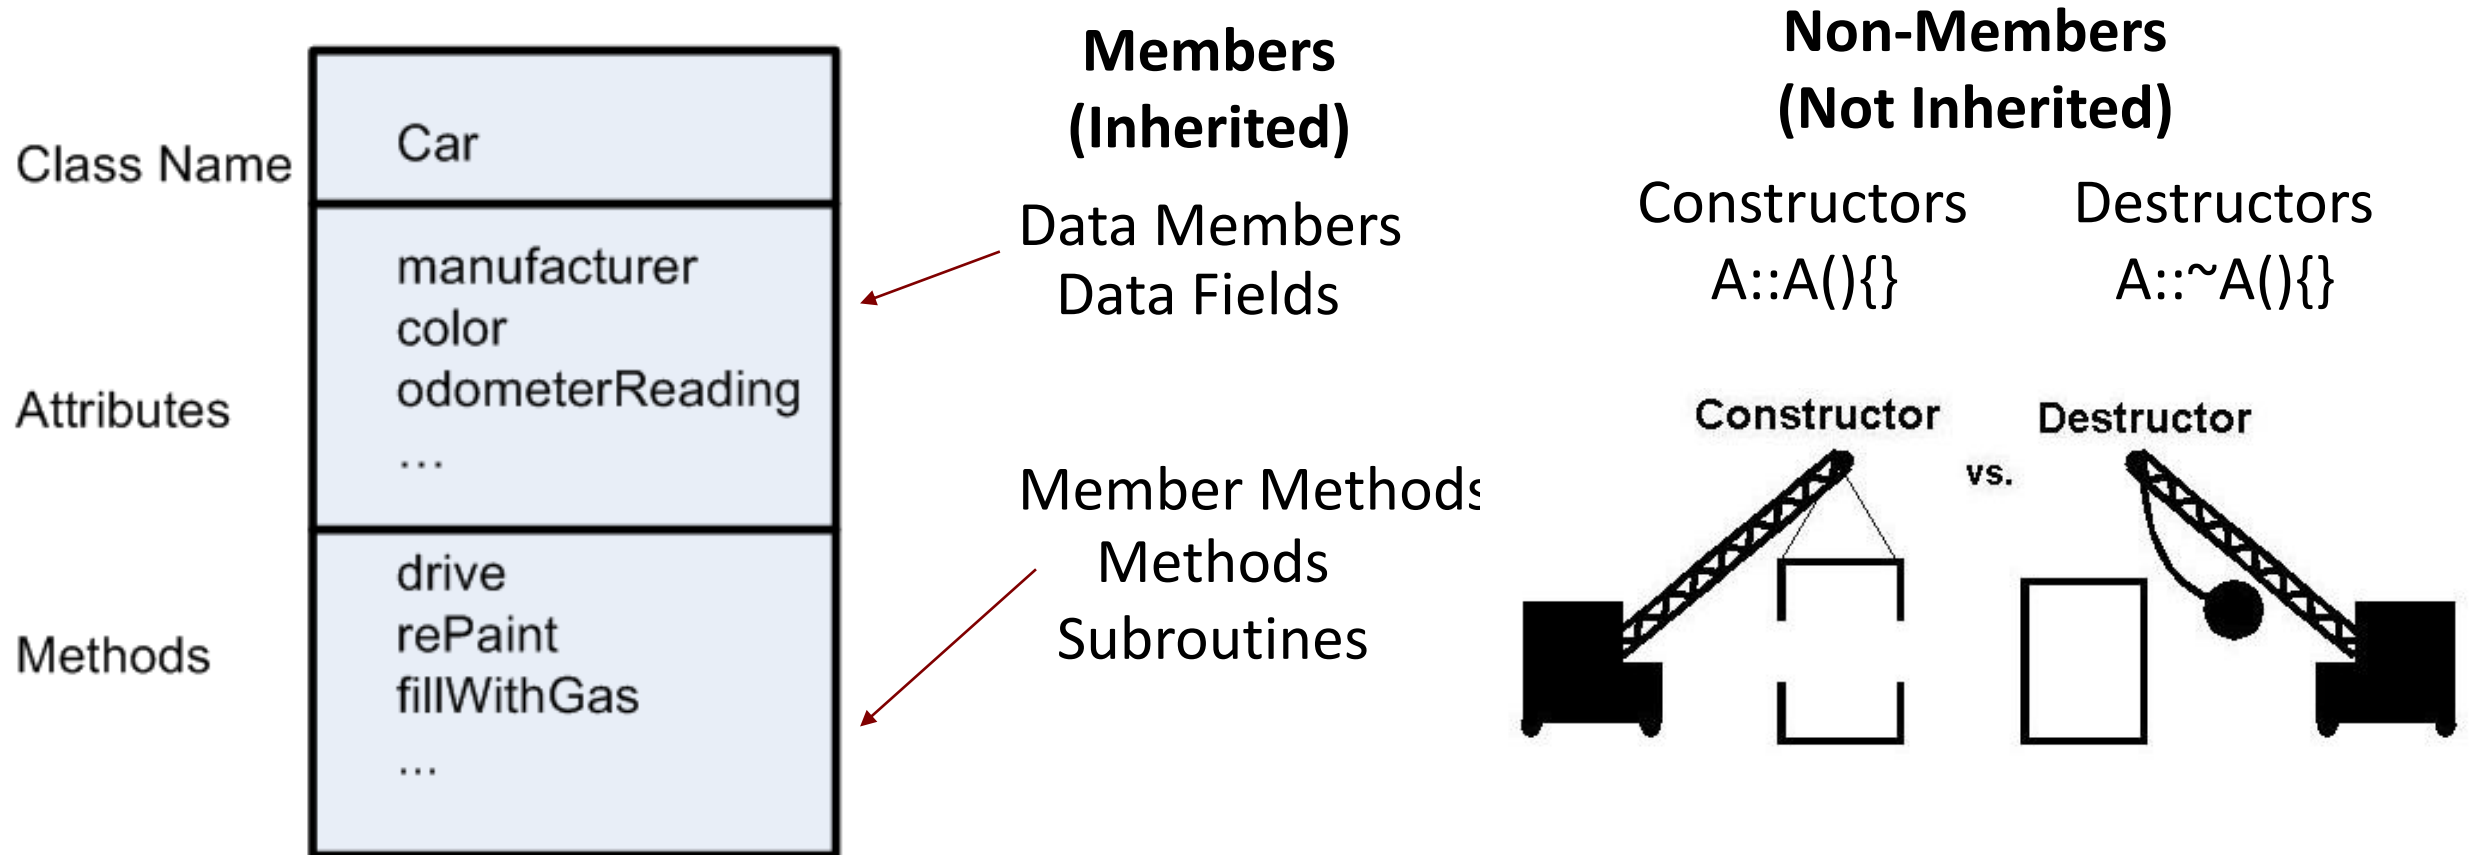 Class Name
Car
Attributes
manufacturer
color
odometerReading
...
Methods
drive
rePaint
fillWithGas
...
Members
(Inherited)
Data Members
Data Fields
Member Methods
Methods
Subroutines
Non-Members
(Not Inherited)
Constructors
Destructors
A::A(){}
A::~A(){}
Constructor
vs.
Destructor